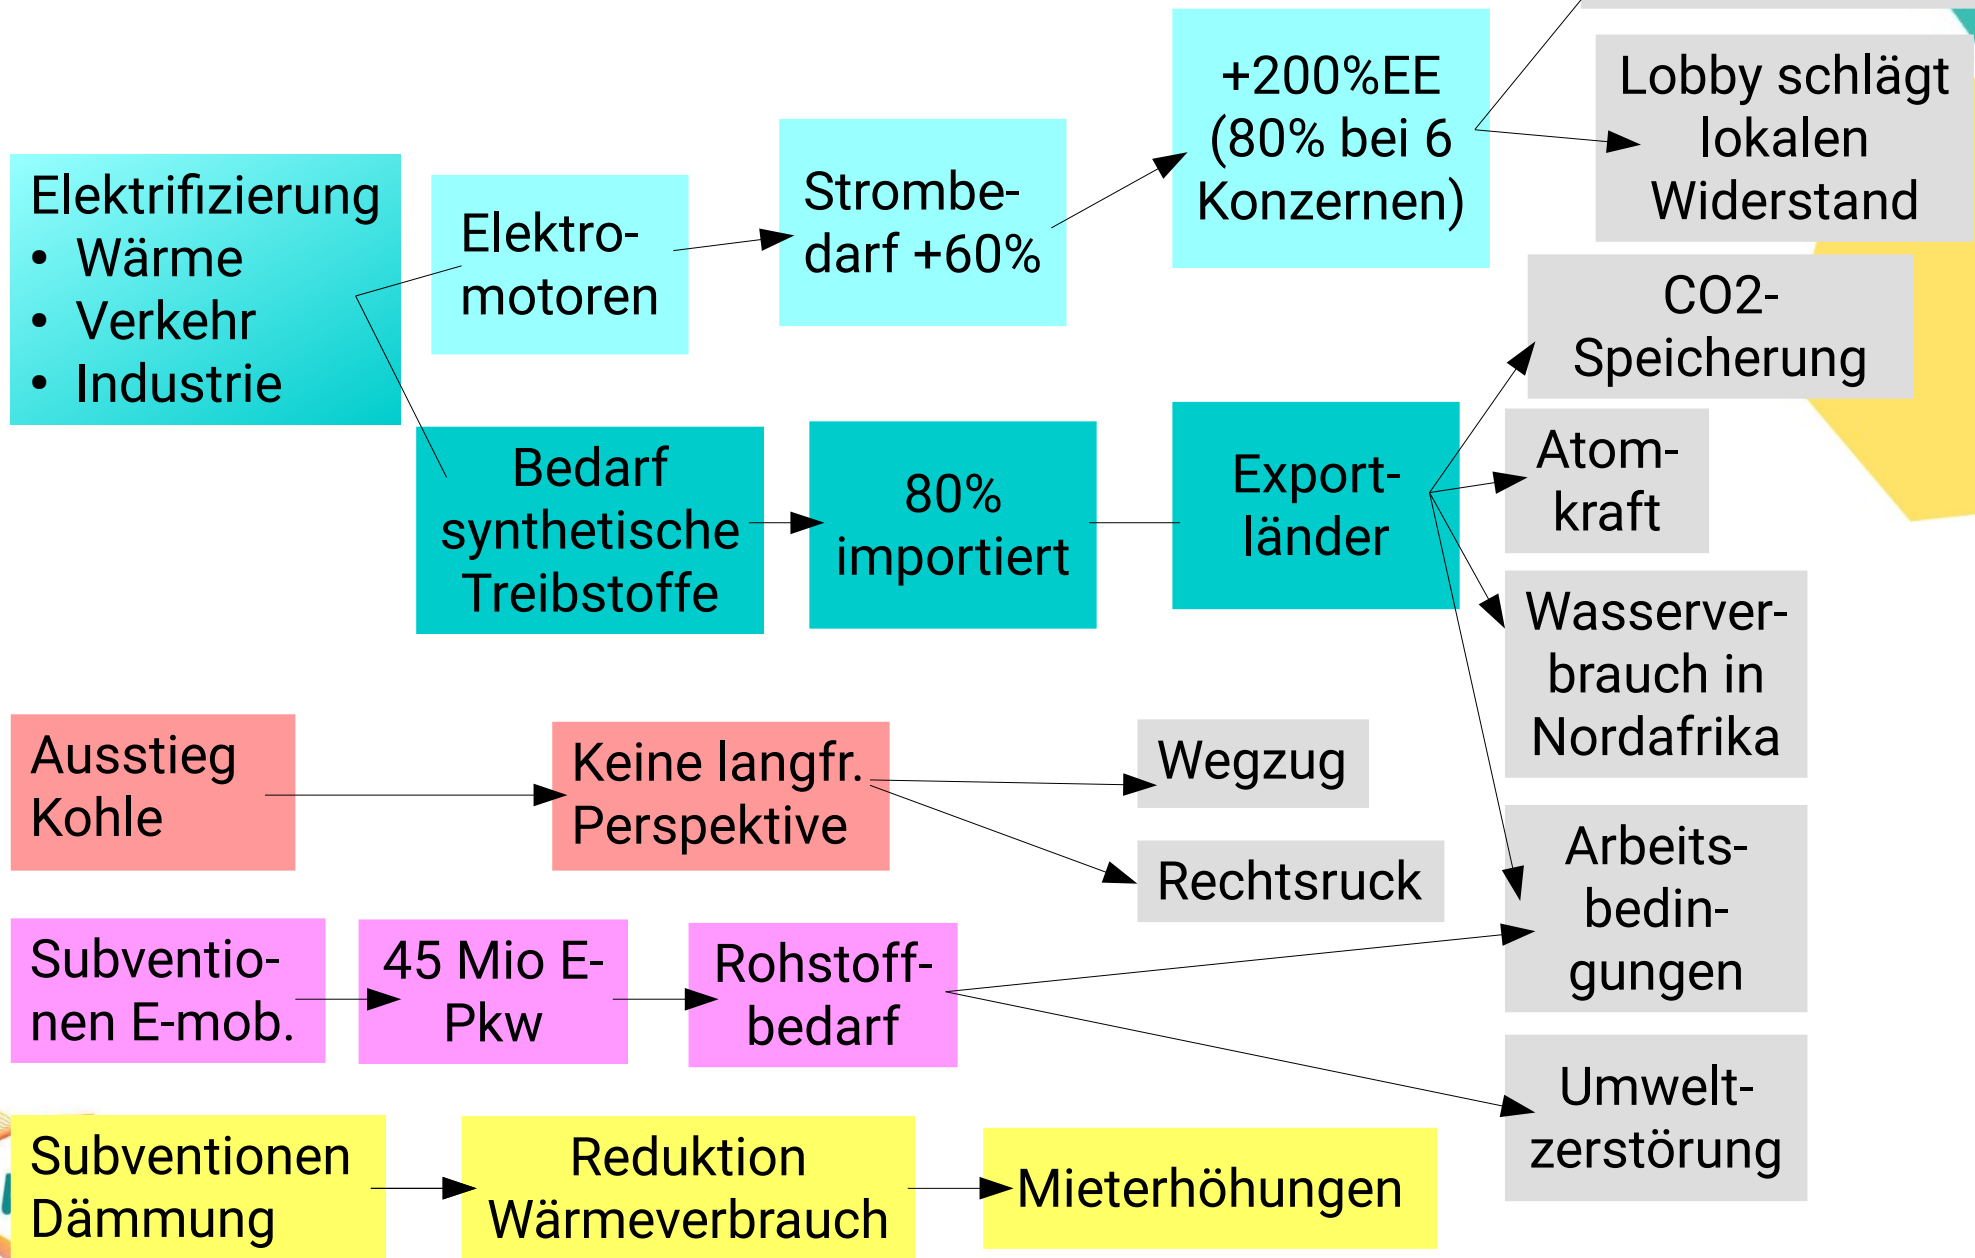 Elektrifizierung
• Wärme
• Verkehr
• Industrie
Elektro-
motoren
Strombe-
darf +60%
+200%EE
(80% bei 6
Konzernen)
Lobby schlägt
lokalen
Widerstand
Bedarf
synthetische
Treibstoffe
80%
importiert
Export-
länder
CO2-
Speicherung
Atom-
kraft
Wasserver-
brauch in
Nordafrika
Ausstieg
Kohle
Keine langfr.
Perspektive
Wegzug
Rechtsruck
Arbeits-
bedin-
gungen
Subventio-
nen E-mob.
45 Mio E-
Pkw
Rohstoff-
bedarf
Umwelt-
zerstörung
Subventionen
Dämmung
Reduktion
Wärmeverbrauch
Mieterhöhungen